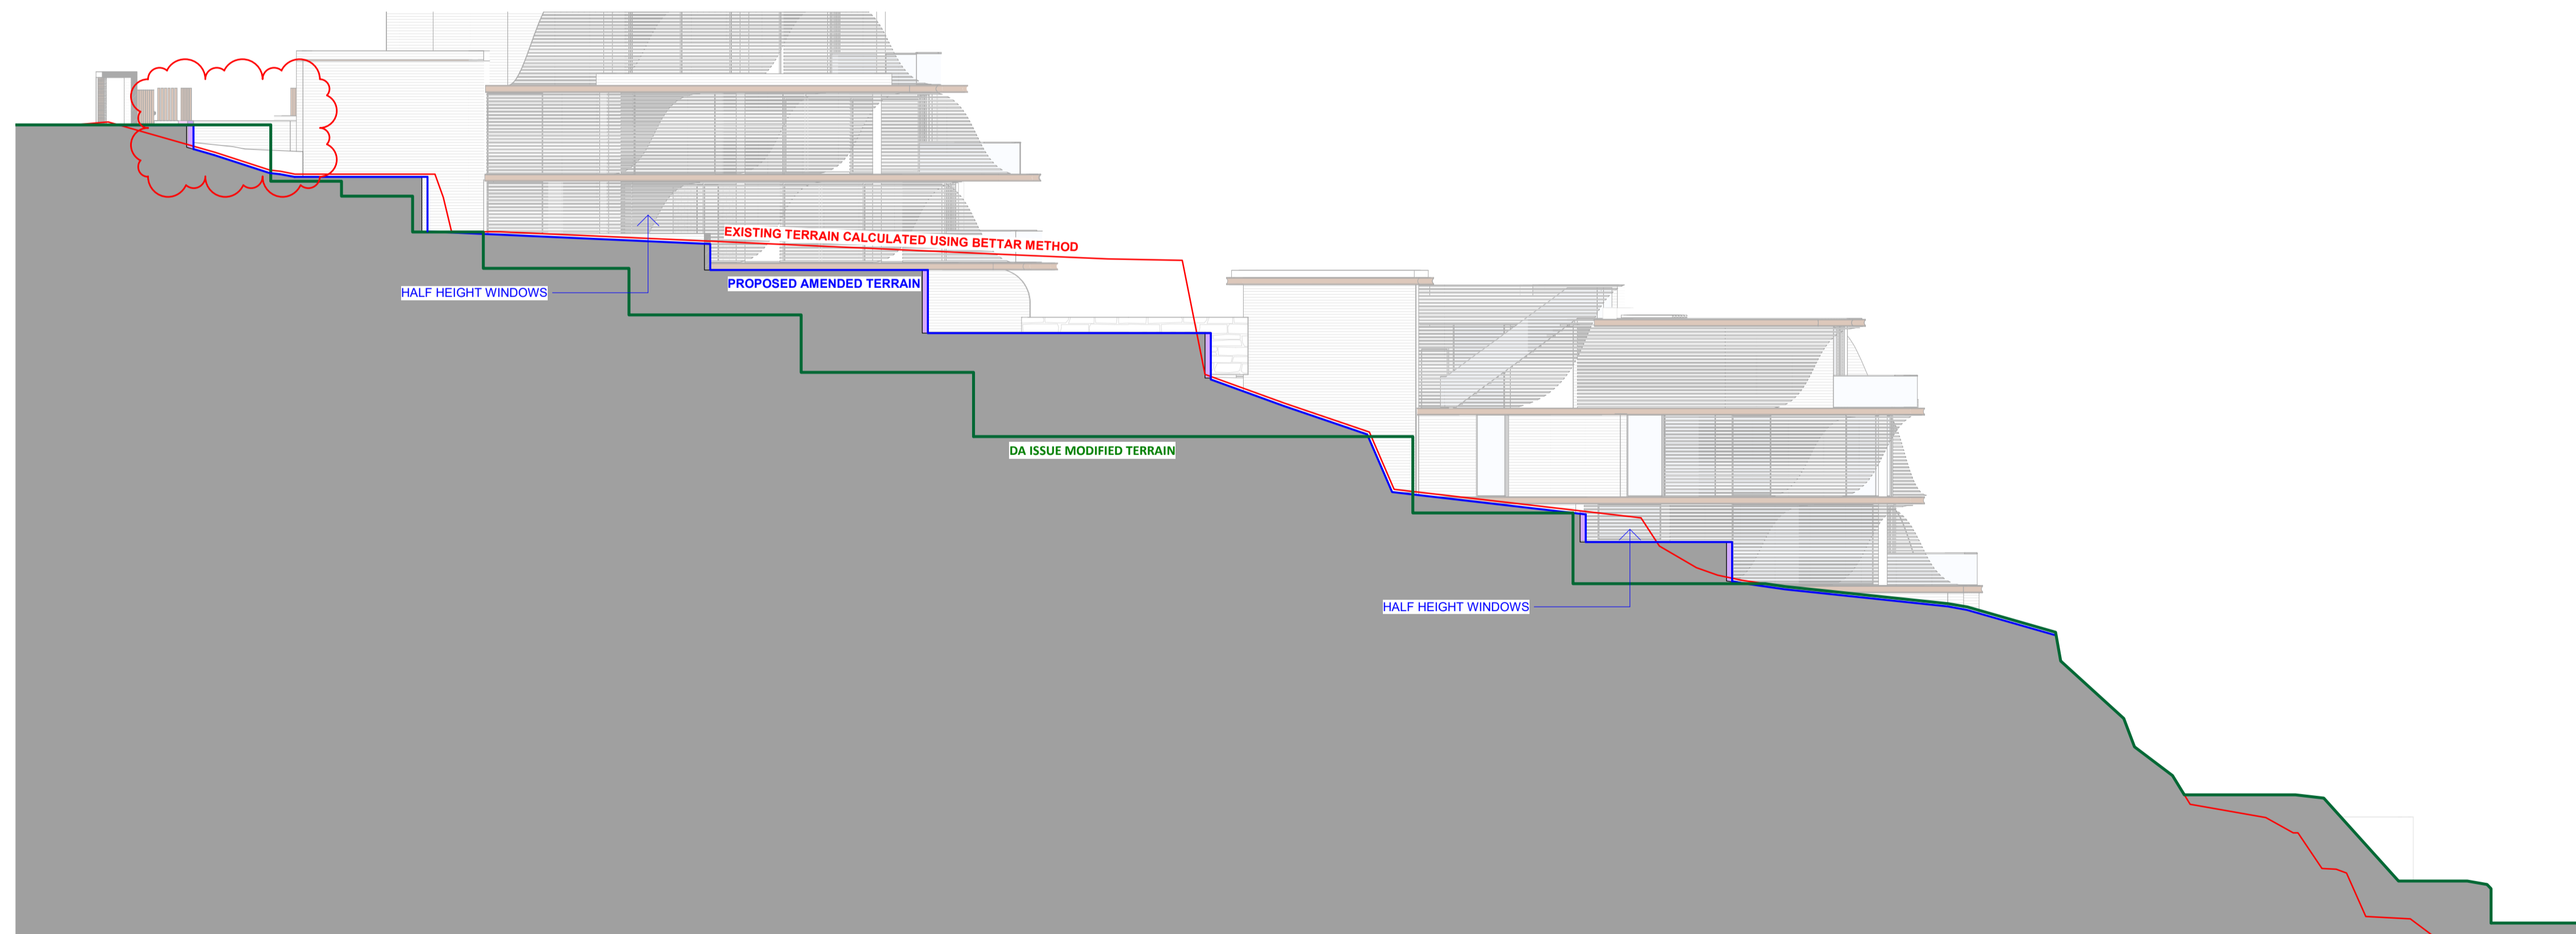 EXISTING TERRAIN CALCULATED USING BETTAR METHOD
PROPOSED AMENDED TERRAIN
HALF HEIGHT WINDOWS
DA ISSUE MODIFIED TERRAIN
HALF HEIGHT WINDOWS